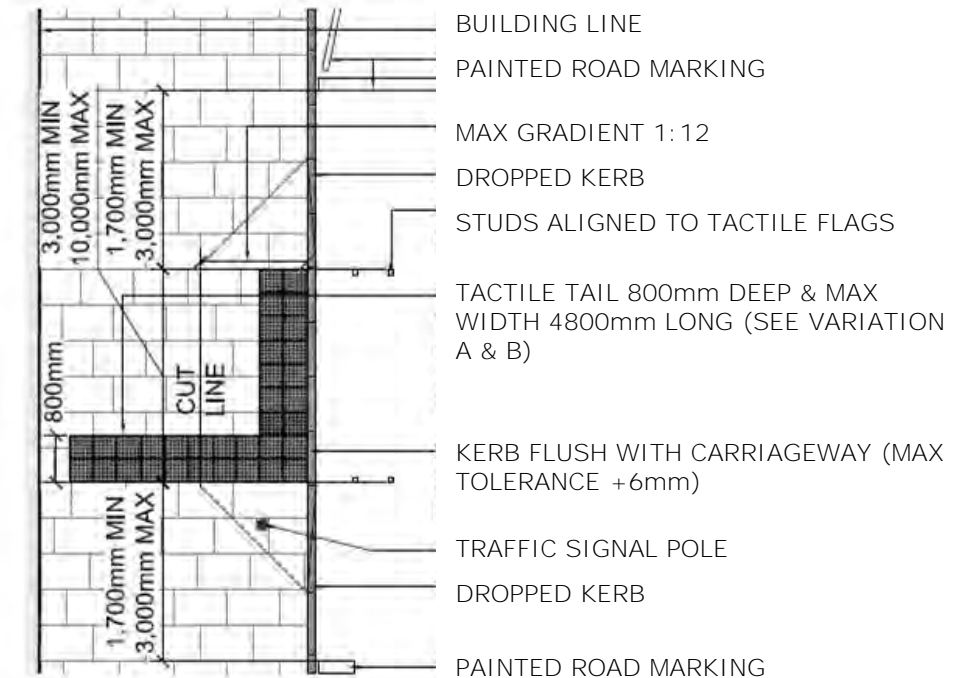 BUILDING LINE
PAINTED ROAD MARKING
MAX GRADIENT 1:12
DROPPED KERB
STUDS ALIGNED TO TACTILE FLAGS
TACTILE TAIL 800mm DEEP & MAX
WIDTH 4800mm LONG (SEE VARIATION
A & B)
KERB FLUSH WITH CARRIAGEWAY (MAX
TOLERANCE +6mm)
TRAFFIC SIGNAL POLE
DROPPED KERB
PAINTED ROAD MARKING
3,000mm MIN
10,000mm MAX
1,700mm MIN
3,000mm MAX
800mm
CUT
LINE
1,700mm MIN
3,000mm MAX